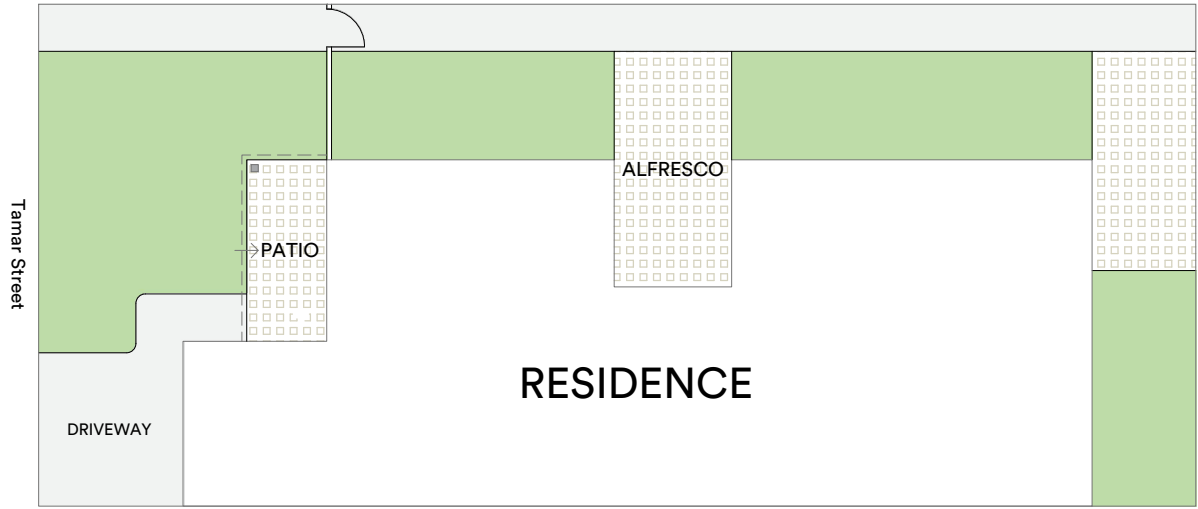 ALFRESCO
Tamar Street
PATIO
RESIDENCE
DRIVEWAY